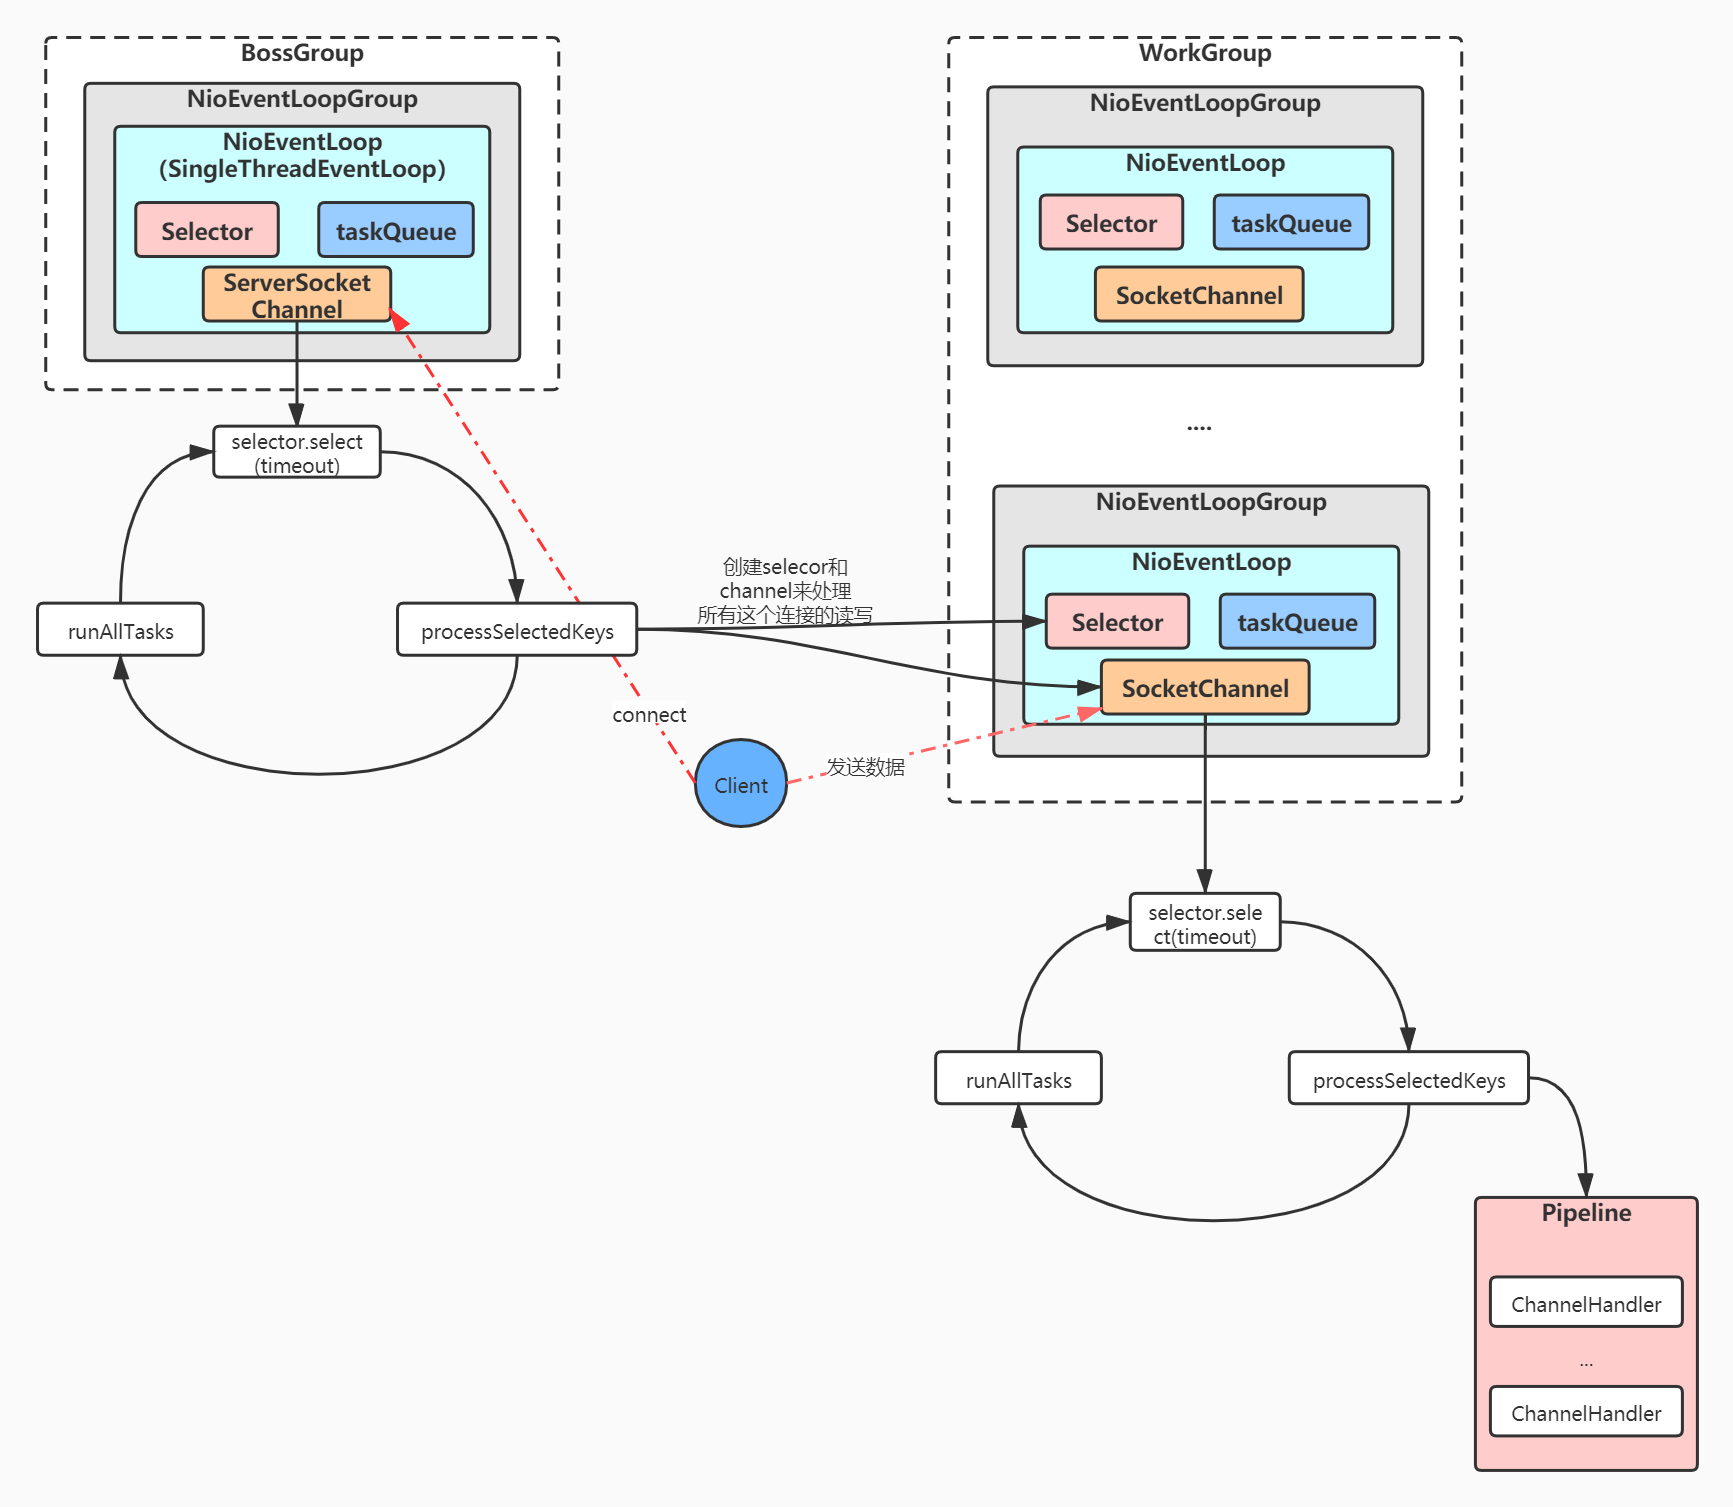 BossGroup
NioEventLoopGroup
NioEventLoop
(SingleThreadEventLoop)
Selector
taskQueue
ServerSocket
Channel
selector.select
(timeout)
runAllTasks
processSelectedKeys
创建selecor和
channel来处理
所有这个连接的读写
connect
Client
发送数据
WorkGroup
NioEventLoopGroup
NioEventLoop
Selector
taskQueue
SocketChannel
....
NioEventLoopGroup
NioEventLoop
Selector
taskQueue
SocketChannel
selector.sele
ct(timeout)
runAllTasks
processSelectedKeys
Pipeline
ChannelHandler
...
ChannelHandler